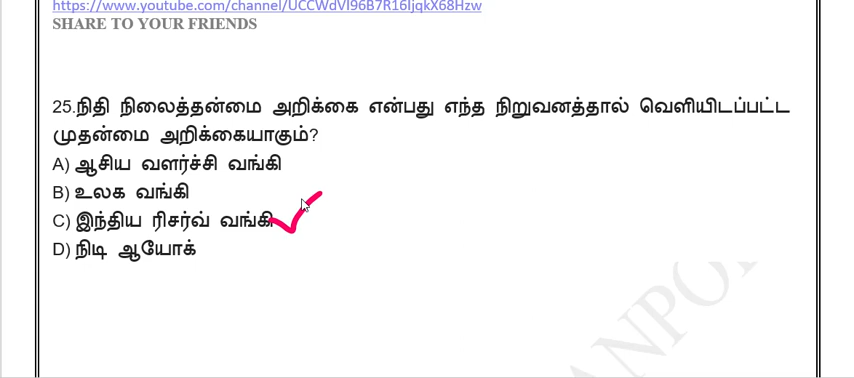 https://www.youtube.com/channel/UCCWdVI96B7R16IjqkX68Hzw
SHARE TO YOUR FRIENDS
25.நிதி நிலைத்தன்மை அறிக்கை என்பது எந்த நிறுவனத்தால் வெளியிடப்பட்ட
முதன்மை அறிக்கையாகும்?
A) ஆசிய வளர்ச்சி வங்கி
B) உலக வங்கி
C) இந்திய ரிசர்வ் வங்கி
D) நிடி ஆயோக்